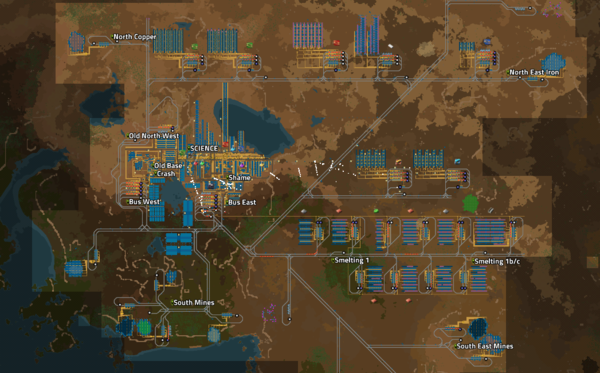 North Copper
North East Iron
Old North West
SCIENCE
Old Base
Crash
Shame
Bus West
Bus East
Smelting 1
Smelting 1b/c
South Mines
South East Mines